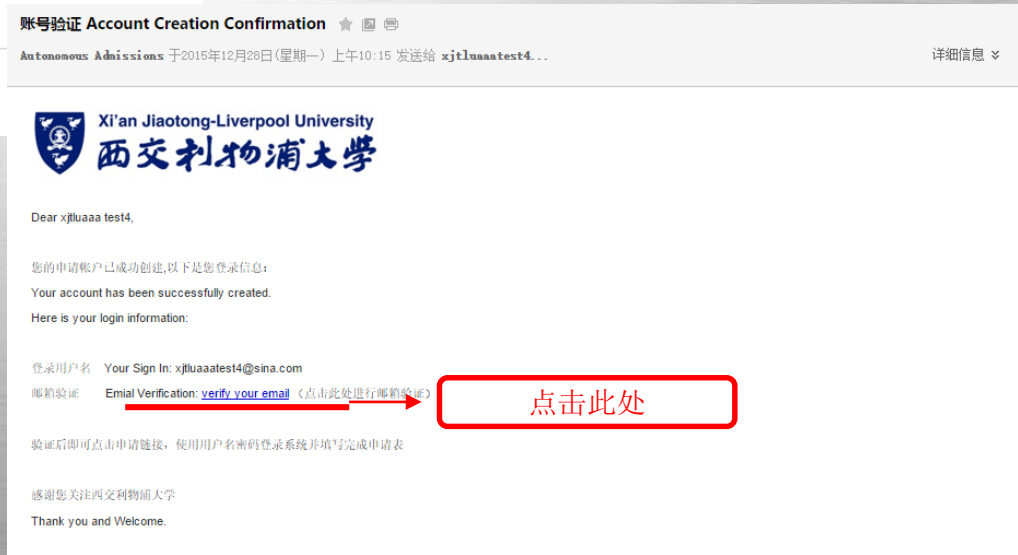 账号验证 Account Creation Confirmation
Autonomous Admissions 于2015年12月28日(星期一) 上午10:15 发送给 xjtluaaatest4...
详细信息
Xi'an Jiaotong-Liverpool University
西交利物浦大學
Dear xjtluaaa test4,
您的申请帐户已成功创建,以下是您登录信息:
Your account has been successfully created.
Here is your login information:
登录用户名 Your Sign In: xjtluaaatest4@sina.com
邮箱验证 Emial Verification: verify your email （点击此处进行邮箱验证）
点击此处
验证后即可点击申请链接，使用用户名密码登录系统并填写完成申请表
感谢您关注西交利物浦大学
Thank you and Welcome.